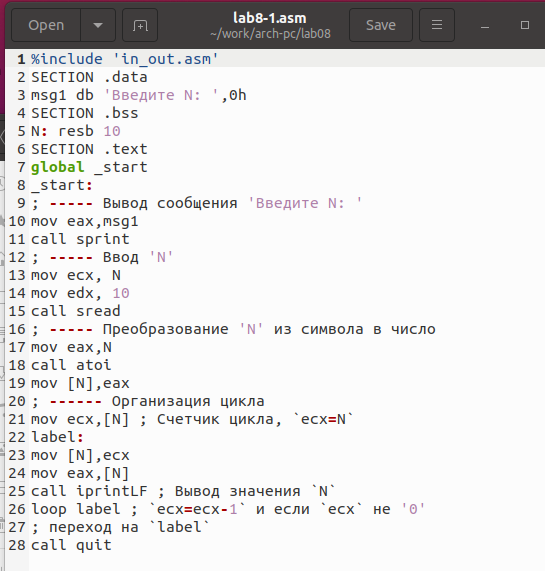 Open
lab8-1.asm
~/work/arch-pc/lab08
Save
1 %include 'in_out.asm'
2 SECTION .data
3 msg1 db 'Введите N: ',0h
4 SECTION .bss
5 N: resb 10
6 SECTION .text
7 global _start
8 _start:
9 ; ----- Вывод сообщения 'Введите N: '
10 mov eax,msg1
11 call sprint
12 ; ----- Ввод 'N'
13 mov ecx, N
14 mov edx, 10
15 call sread
16 ; ----- Преобразование 'N' из символа в число
17 mov eax,N
18 call atoi
19 mov [N],eax
20 ; ------ Организация цикла
21 mov ecx,[N] ; Счетчик цикла, `ecx=N`
22 label:
23 mov [N],ecx
24 mov eax,[N]
25 call iprintLF ; Вывод значения `N`
26 loop label ; `ecx=ecx-1` и если `ecx` не '0'
27 ; переход на `label`
28 call quit